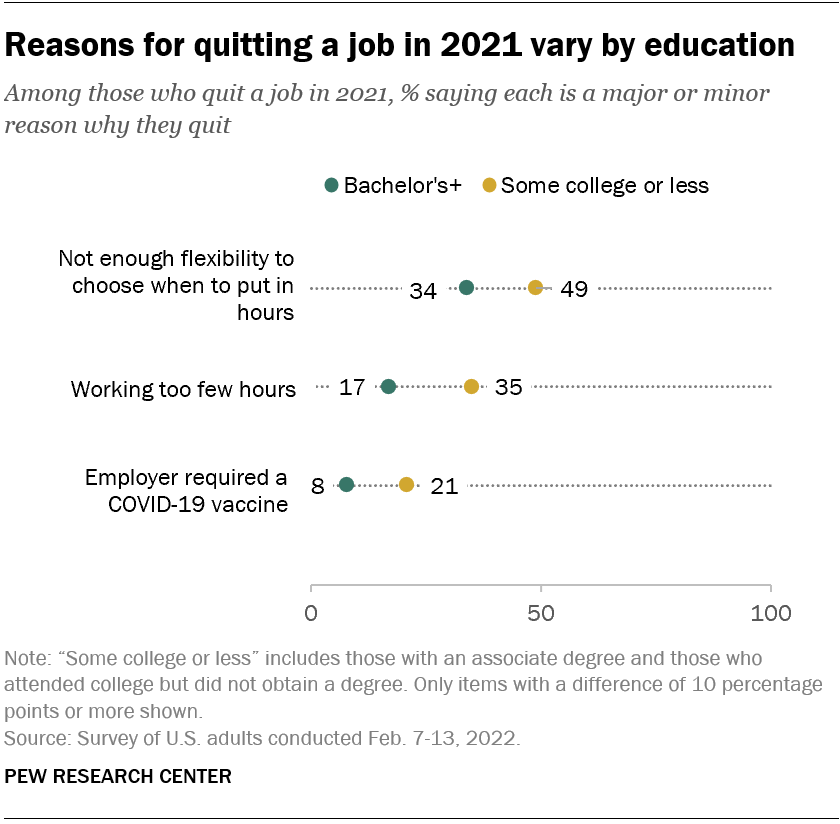 Reasons for quitting a job in 2021 vary by education
Among those who quit a job in 2021, % saying each is a major or minor
reason why they quit
Bachelor's+ Some college or less
Not enough flexibility to
choose when to put in
hours
34 49
Working too few hours
17 35
Employer required a
COVID-19 vaccine
8 21
0 50 100
Note: “Some college or less” includes those with an associate degree and those who
attended college but did not obtain a degree. Only items with a difference of 10 percentage
points or more shown.
Source: Survey of U.S. adults conducted Feb. 7-13, 2022.
PEW RESEARCH CENTER